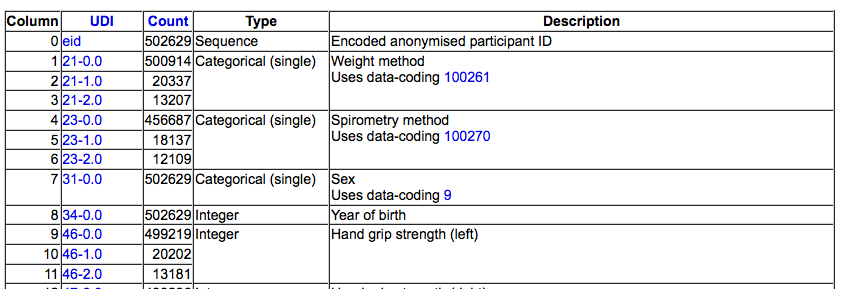 Column UDI Count Type Description
0 eid 502629 Sequence Encoded anonymised participant ID
1 21-0.0 500914 Categorical (single) Weight method
2 21-1.0 20337 Uses data-coding 100261
3 21-2.0 13207
4 23-0.0 456687 Categorical (single) Spirometry method
5 23-1.0 18137 Uses data-coding 100270
6 23-2.0 12109
7 31-0.0 502629 Categorical (single) Sex
Uses data-coding 9
8 34-0.0 502629 Integer Year of birth
9 46-0.0 499219 Integer Hand grip strength (left)
10 46-1.0 20202
11 46-2.0 13181